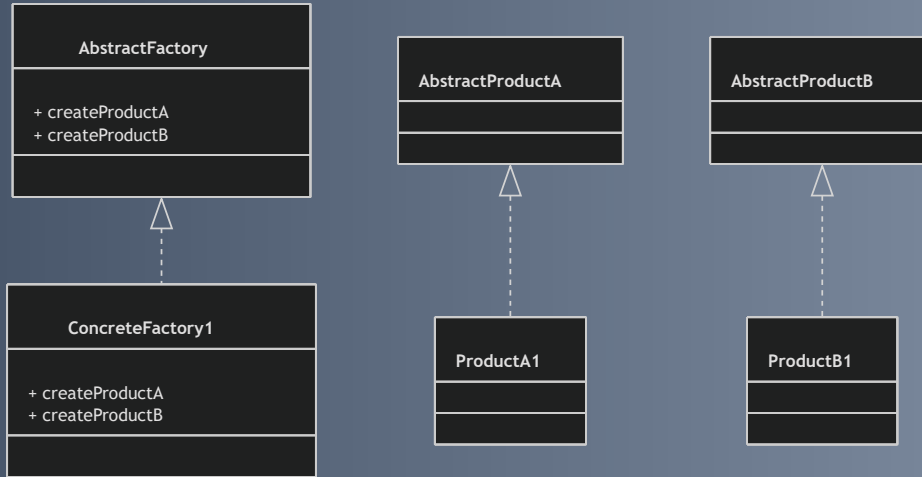 AbstractFactory
+ createProductA
+ createProductB
AbstractProductA
AbstractProductB
ConcreteFactory1
+ createProductA
+ createProductB
ProductA1
ProductB1